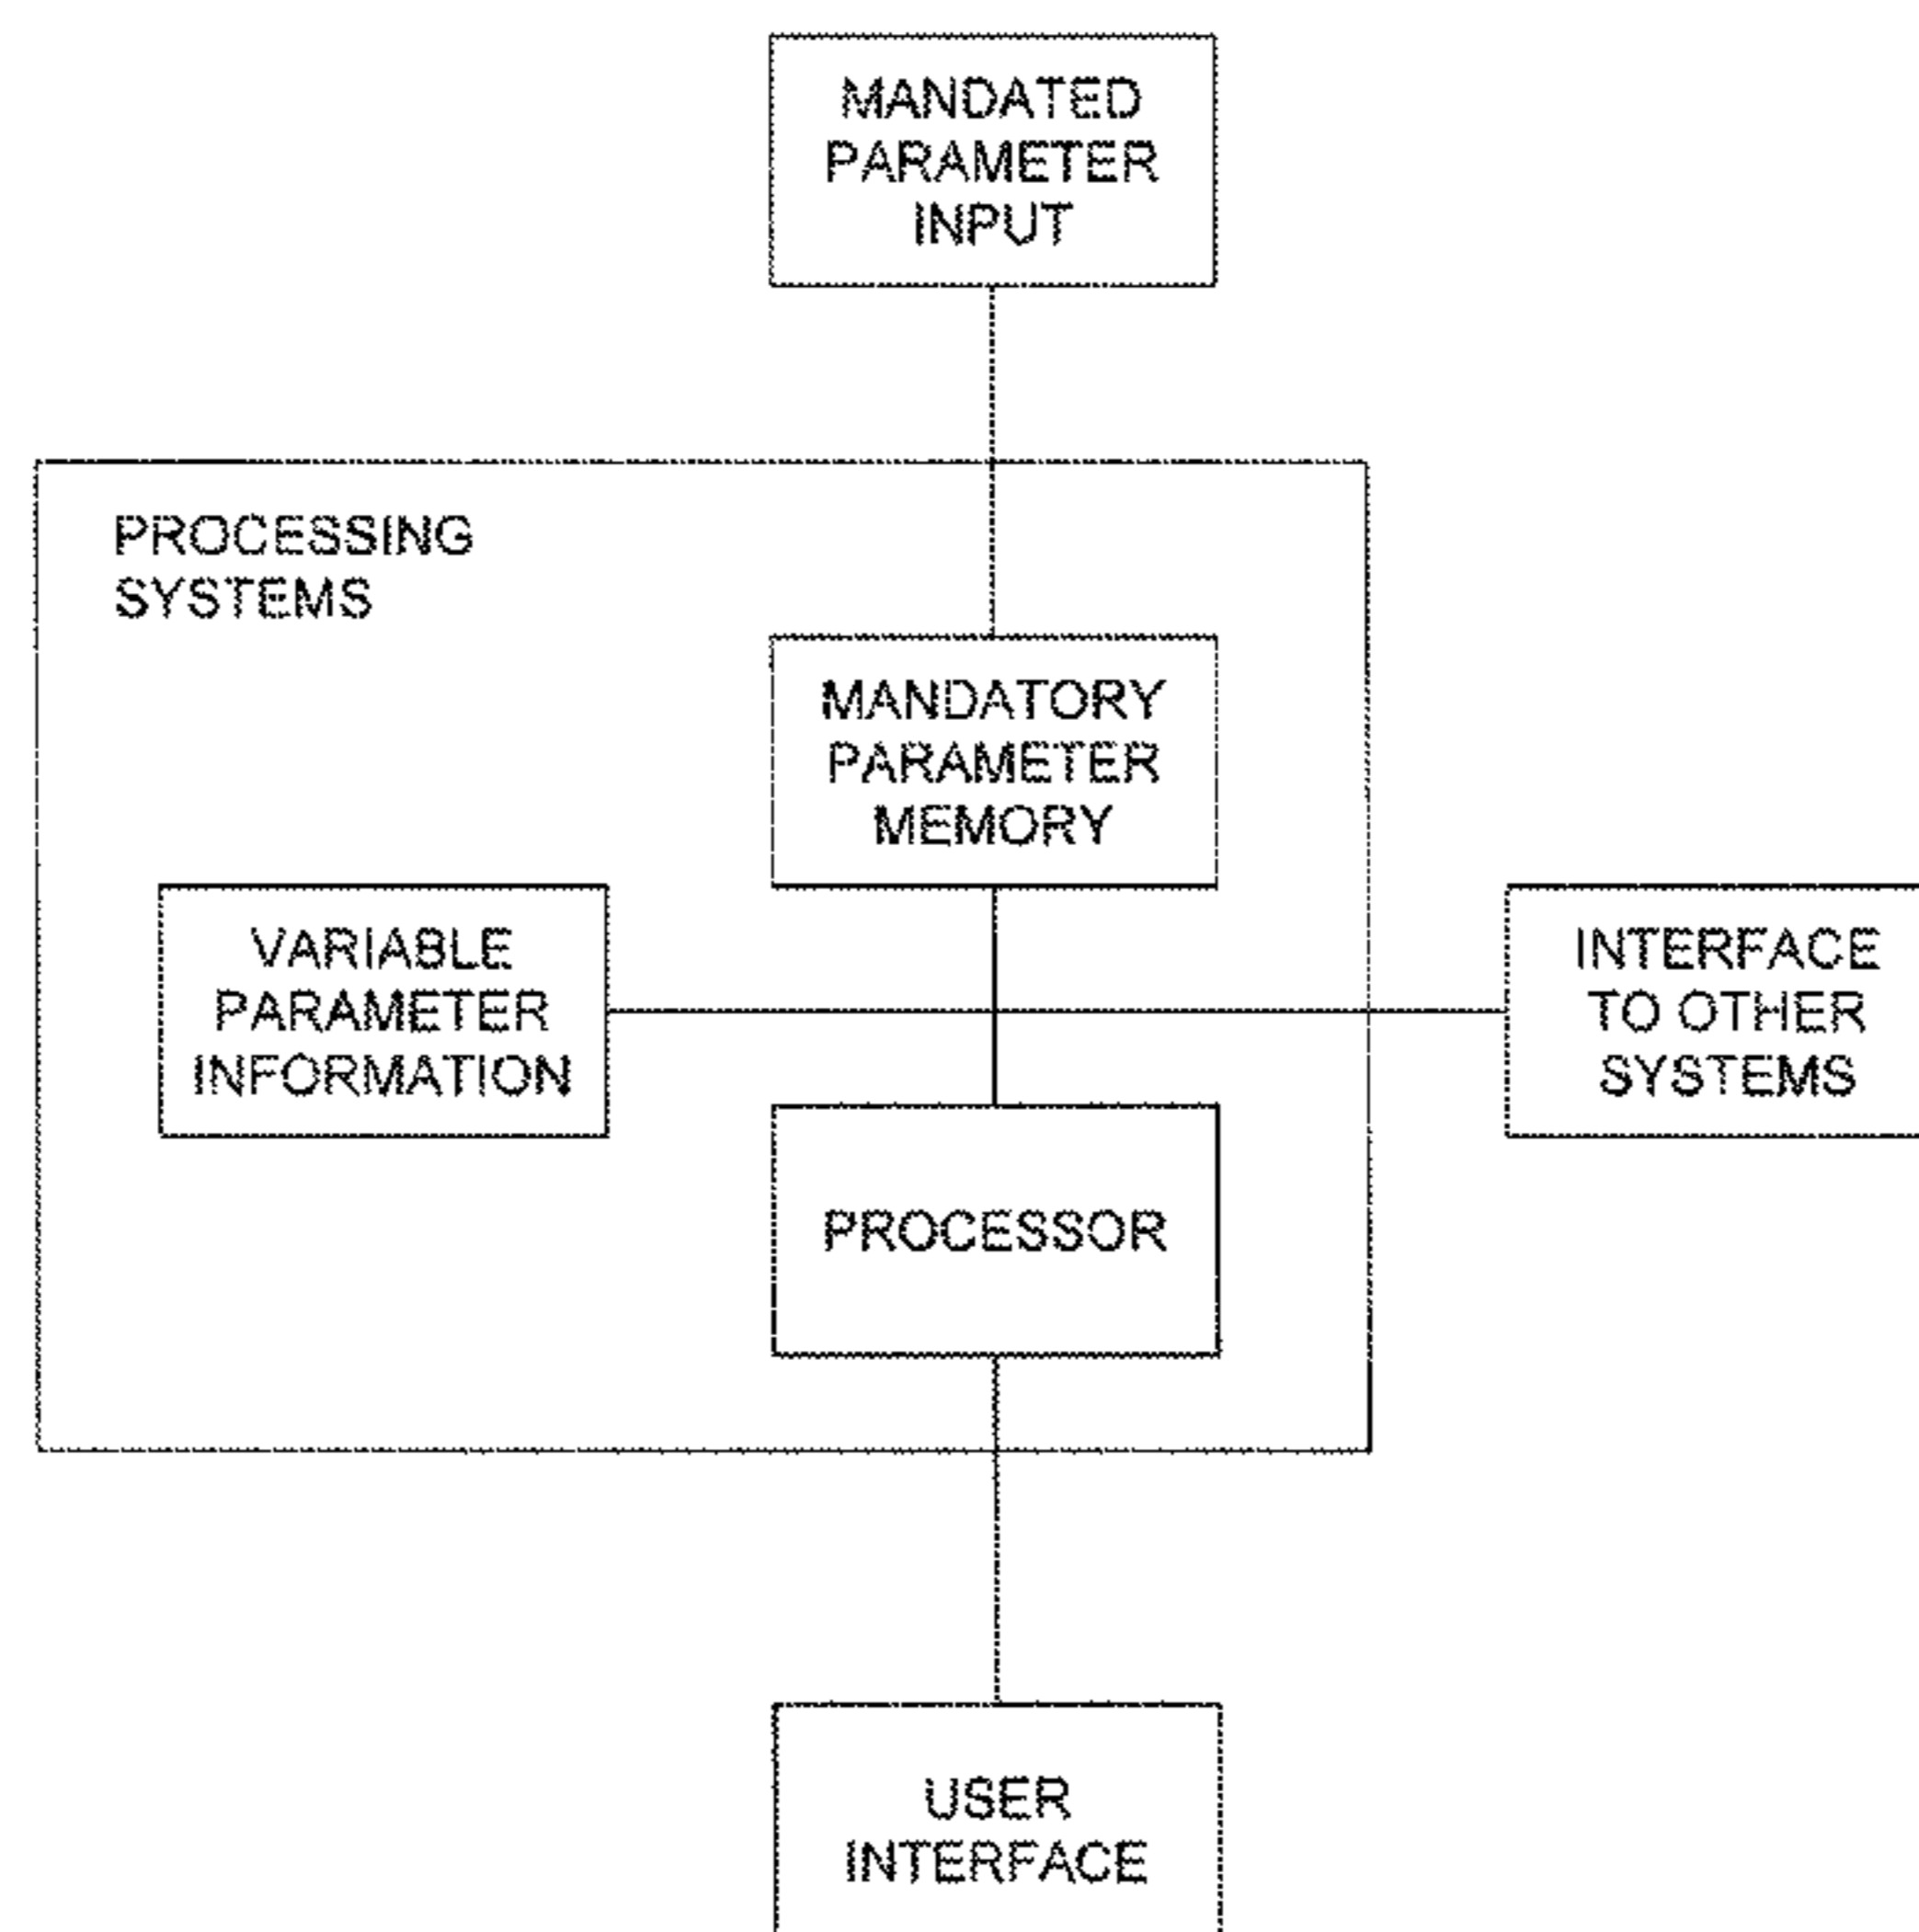 MANDATED
PARAMETER
INPUT
PROCESSING
SYSTEMS
MANDATORY
PARAMETER
MEMORY
VARIABLE
PARAMETER
INFORMATION
INTERFACE
TO OTHER
SYSTEMS
PROCESSOR
USER
INTERFACE